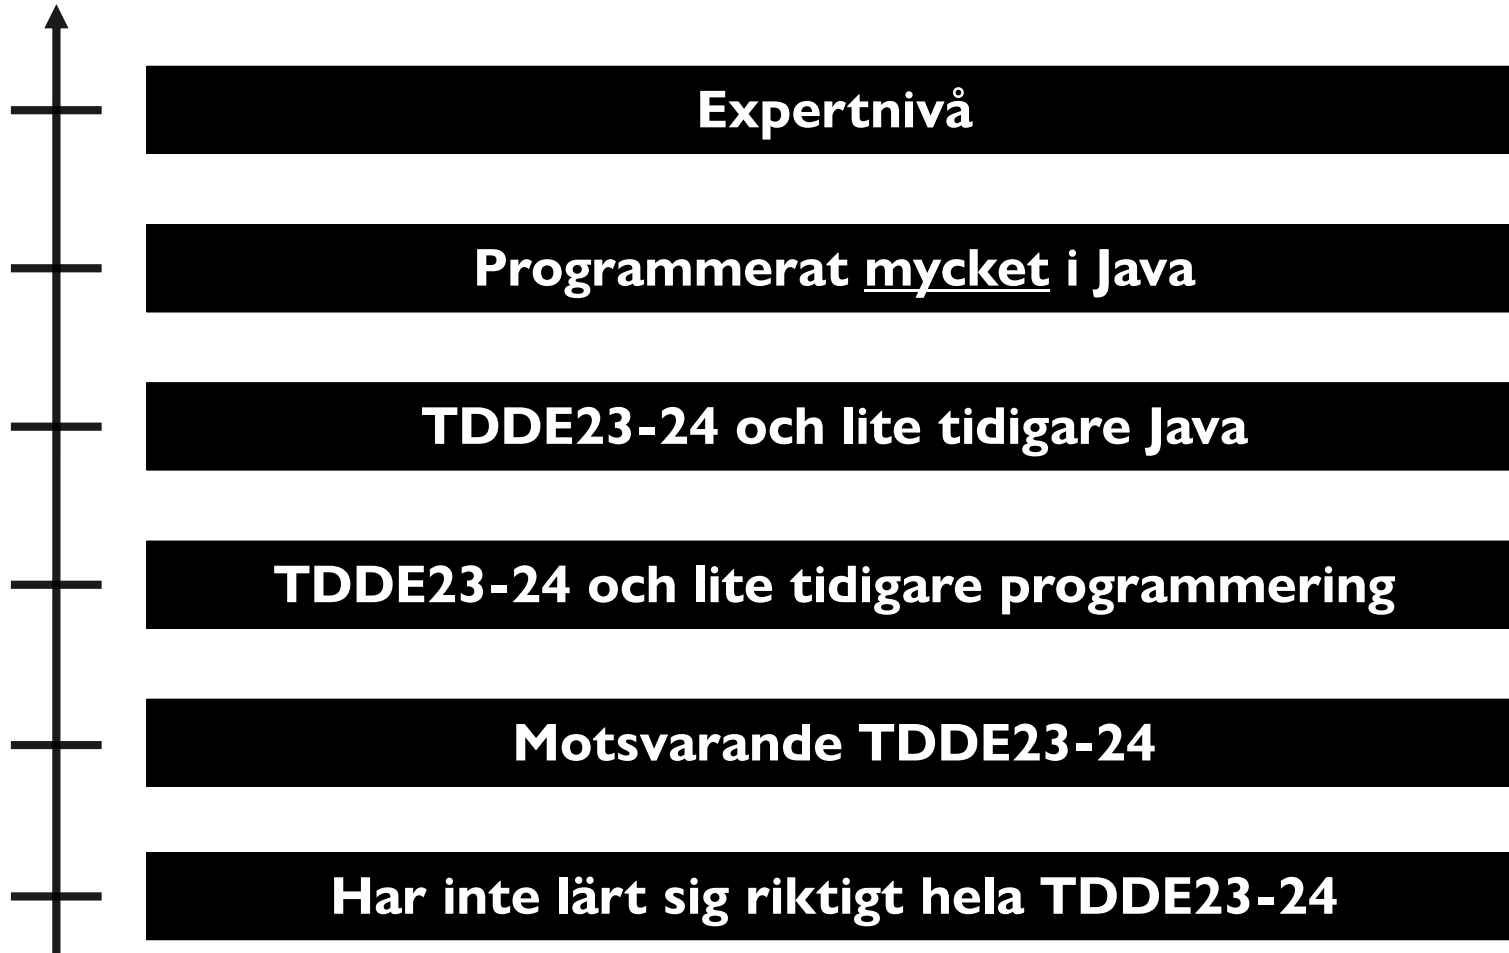 Expertnivå
Programmerat mycket i Java
TDDE23-24 och lite tidigare Java
TDDE23-24 och lite tidigare programmering
Motsvarande TDDE23-24
Har inte lärt sig riktigt hela TDDE23-24